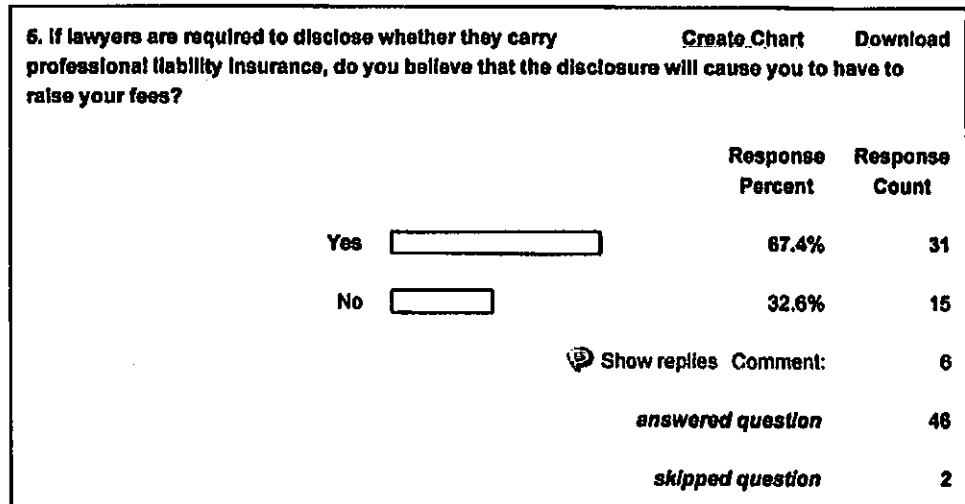 5. If lawyers are required to disclose whether they carry Create Chart Download
professional liability insurance, do you believe that the disclosure will cause you to have to
raise your fees?
Response Response
Percent Count
Yes 67.4% 31
No 32.6% 15
Show replies Comment: 6
answered question 46
skipped question 2